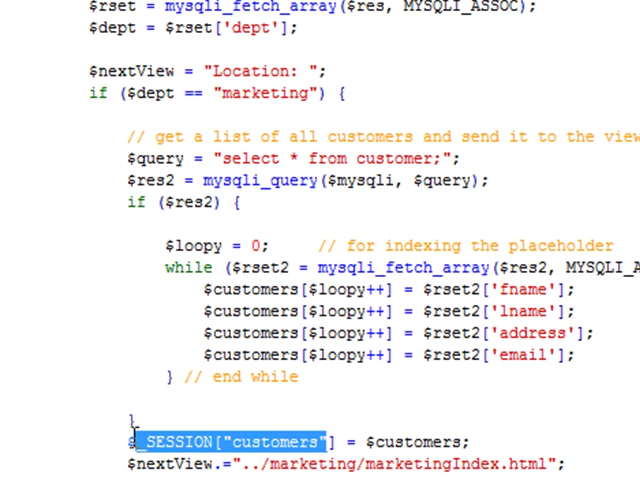 $rset = mysqli_fetch_array($res, MYSQLI_ASSOC);
$dept = $rset['dept'];
$nextView = "Location: ";
if ($dept == "marketing") {
// get a list of all customers and send it to the view
$query = "select * from customer;";
$res2 = mysqli_query($mysqli, $query);
if ($res2) {
$loopy = 0; // for indexing the placeholder
while ($rset2 = mysqli_fetch_array($res2, MYSQLI_A
$customers[$loopy++] = $rset2['fname'];
$customers[$loopy++] = $rset2['lname'];
$customers[$loopy++] = $rset2['address'];
$customers[$loopy++] = $rset2['email'];
} // end while
}
$_SESSION["customers"] = $customers;
$nextView.="../marketing/marketingIndex.html";